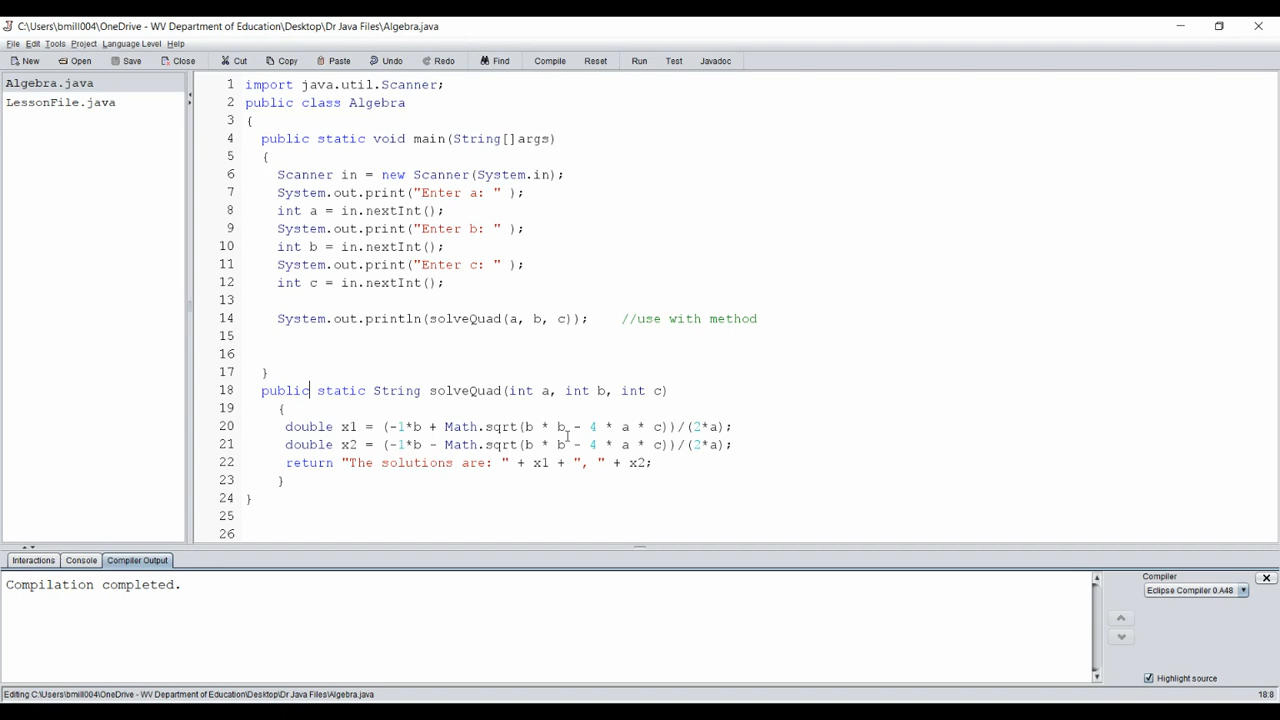 C:\Users\bmill004\OneDrive - WV Department of Education\Desktop\Dr Java Files\Algebra.java
File Edit Tools Project Language Level Help
New Open Save Close Cut Copy Paste Undo Redo Find Compile Reset Run Test Javadoc
Algebra.java
LessonFile.java
1 import java.util.Scanner;
2 public class Algebra
3 {
4 public static void main(String[]args)
5 {
6 Scanner in = new Scanner(System.in);
7 System.out.print("Enter a: " );
8 int a = in.nextInt();
9 System.out.print("Enter b: " );
10 int b = in.nextInt();
11 System.out.print("Enter c: " );
12 int c = in.nextInt();
13
14 System.out.println(solveQuad(a, b, c)); //use with method
15
16
17 }
18 public static String solveQuad(int a, int b, int c)
19 {
20 double x1 = (-1*b + Math.sqrt(b * b - 4 * a * c))/(2*a);
21 double x2 = (-1*b - Math.sqrt(b * b - 4 * a * c))/(2*a);
22 return "The solutions are: " + x1 + ", " + x2;
23 }
24 }
25
26
Interactions Console Compiler Output
Compilation completed.
Compiler
Eclipse Compiler 0.A48
Highlight source
Editing C:\Users\bmill004\OneDrive - WV Department of Education\Desktop\Dr Java Files\Algebra.java
18:8